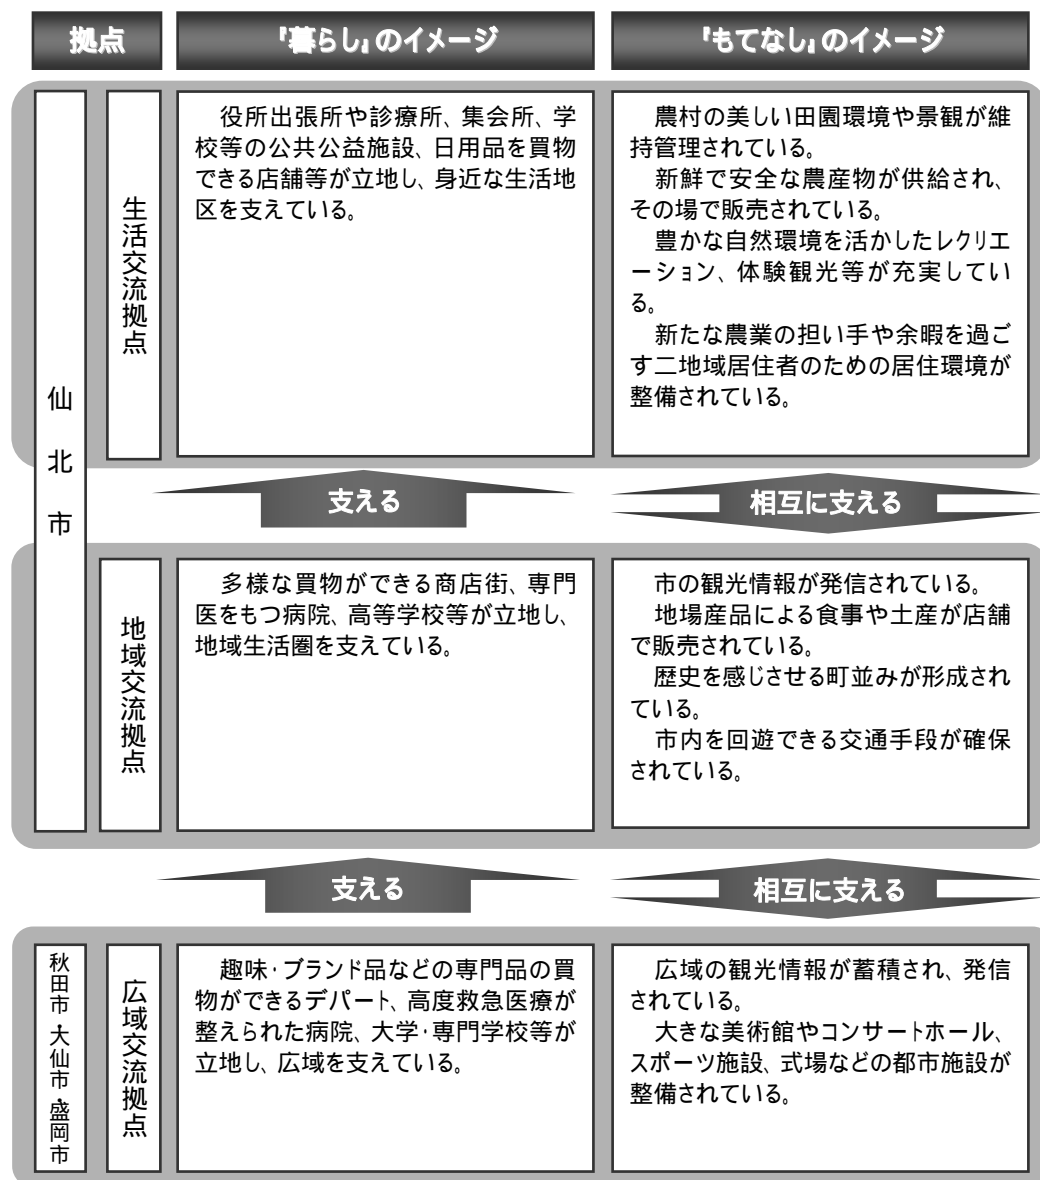 拠点
『暮らし』のイメージ
『もてなし』のイメージ
仙北市
生活交流拠点
役所出張所や診療所、集会所、学
校等の公共公益施設、日用品を買物
できる店舗等が立地し、身近な生活地
区を支えている。
農村の美しい田園環境や景観が維
持管理されている。
新鮮で安全な農産物が供給され、
その場で販売されている。
豊かな自然環境を活かしたレクリエ
ーション、体験観光等が充実してい
る。
新たな農業の担い手や余暇を過ご
す二地域居住者のための居住環境が
整備されている。
支える
相互に支える
地域交流拠点
多様な買物ができる商店街、専門
医をもつ病院、高等学校等が立地し、
地域生活圏を支えている。
市の観光情報が発信されている。
地場産品による食事や土産が店舗
で販売されている。
歴史を感じさせる町並みが形成され
ている。
市内を回遊できる交通手段が確保
されている。
支える
相互に支える
秋田市・大仙市・盛岡市
広域交流拠点
趣味・ブランド品などの専門品の買
物ができるデパート、高度救急医療が
整えられた病院、大学・専門学校等が
立地し、広域を支えている。
広域の観光情報が蓄積され、発信
されている。
大きな美術館やコンサートホール、
スポーツ施設、式場などの都市施設が
整備されている。